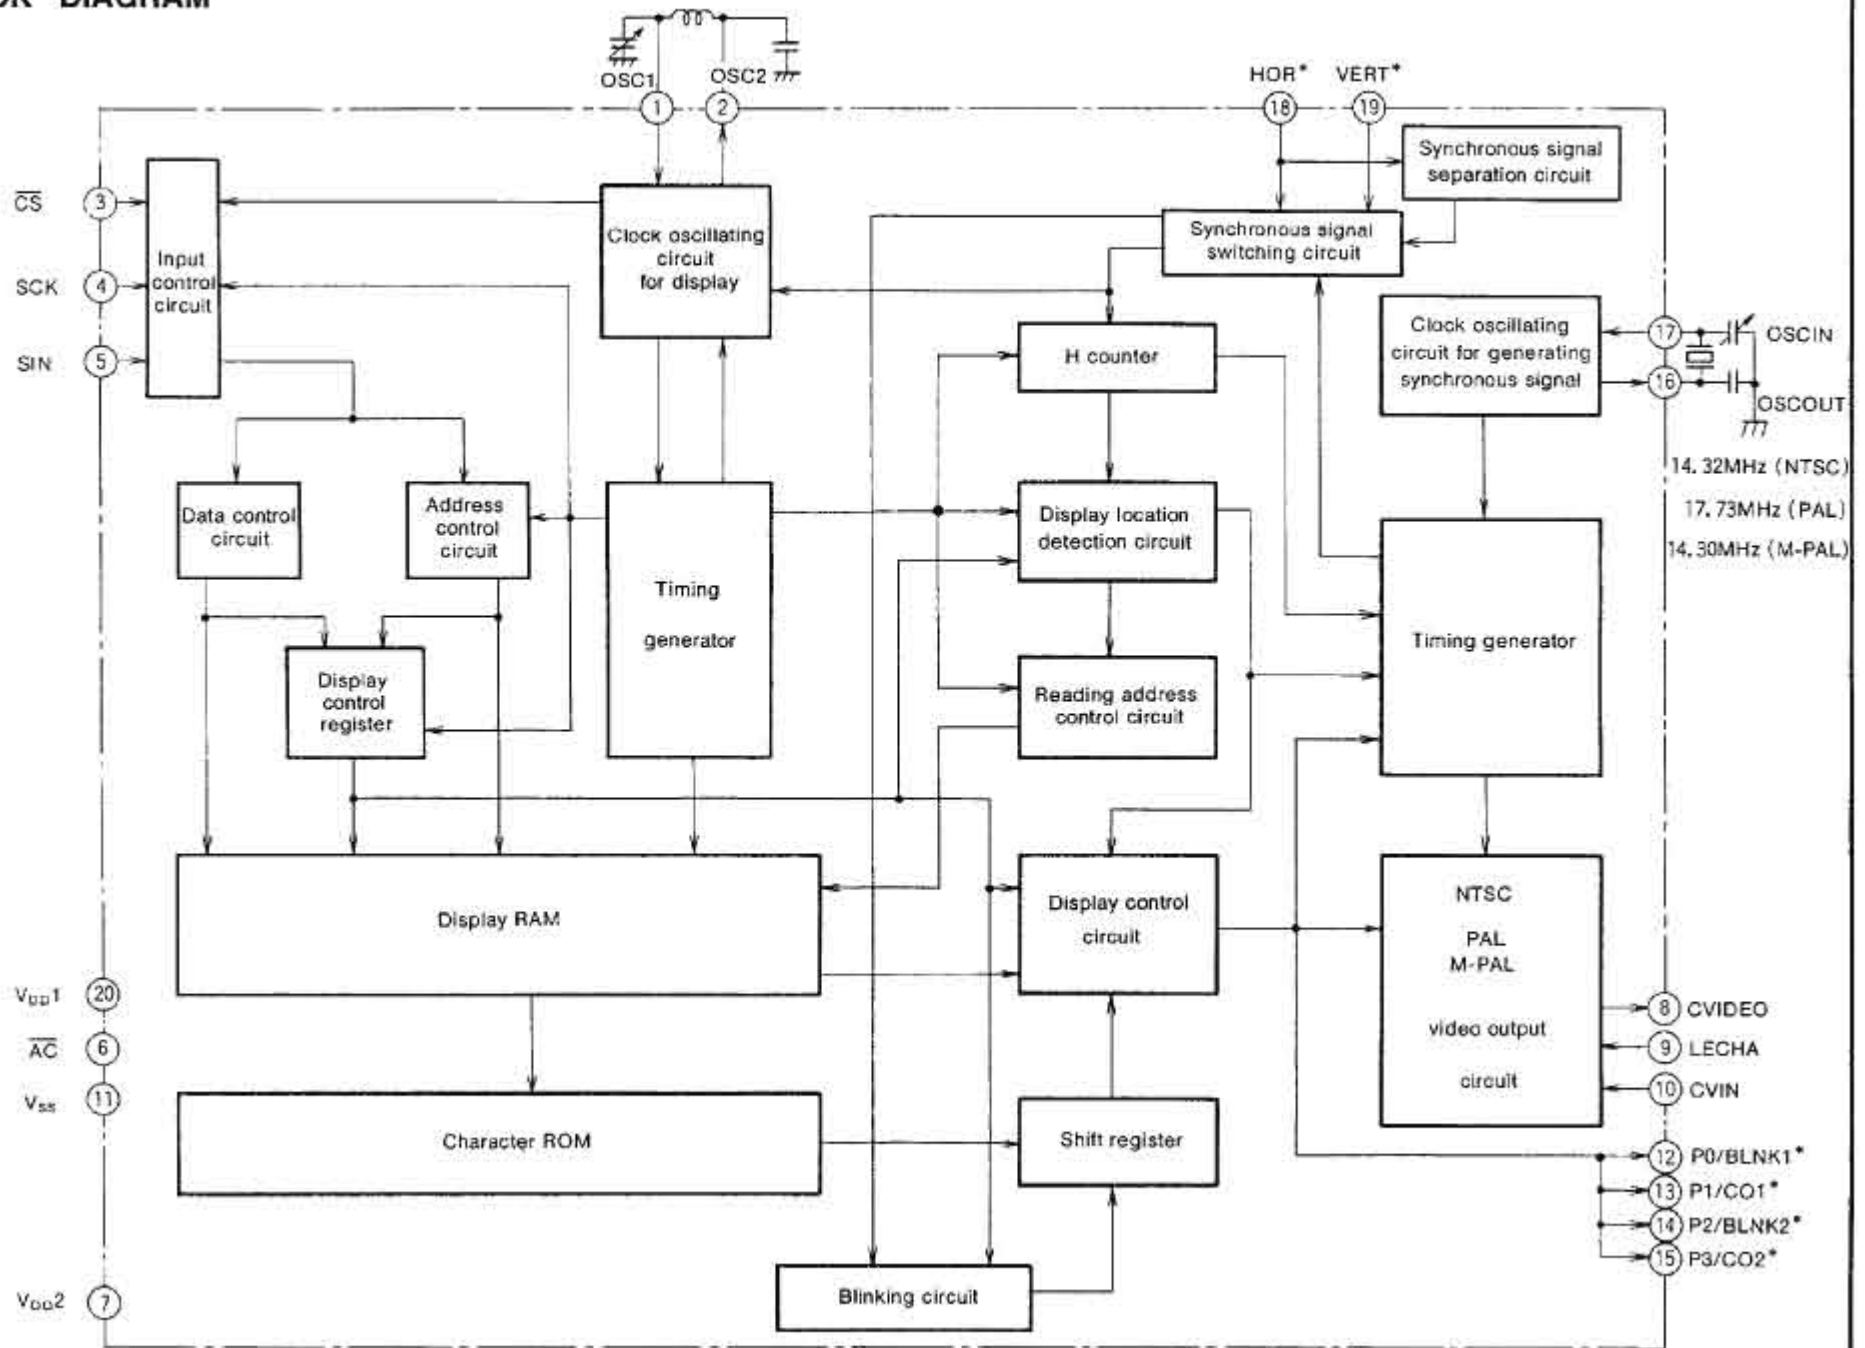 DIAGRAM
OSC1
OSC2
1
2
HOR*
VERT*
18
19
Synchronous signal
separation circuit
CS
3
SCK
4
SIN
5
Input
control
circuit
Clock oscillating
circuit
for display
Synchronous signal
switching circuit
Clock oscillating
circuit for generating
synchronous signal
17
OSCIN
16
OSCOUT
14.32MHz (NTSC)
17.73MHz (PAL)
14.30MHz (M-PAL)
H counter
Data control
circuit
Address
control
circuit
Timing
generator
Display location
detection circuit
Timing generator
Display
control
register
Reading address
control circuit
Display RAM
Display control
circuit
NTSC
PAL
M-PAL
video output
circuit
VDD1
20
AC
6
VSS
11
8
CVIDEO
9
LECHA
10
CVIN
Character ROM
Shift register
12
P0/BLNK1*
13
P1/CO1*
14
P2/BLNK2*
15
P3/CO2*
VDD2
7
Blinking circuit